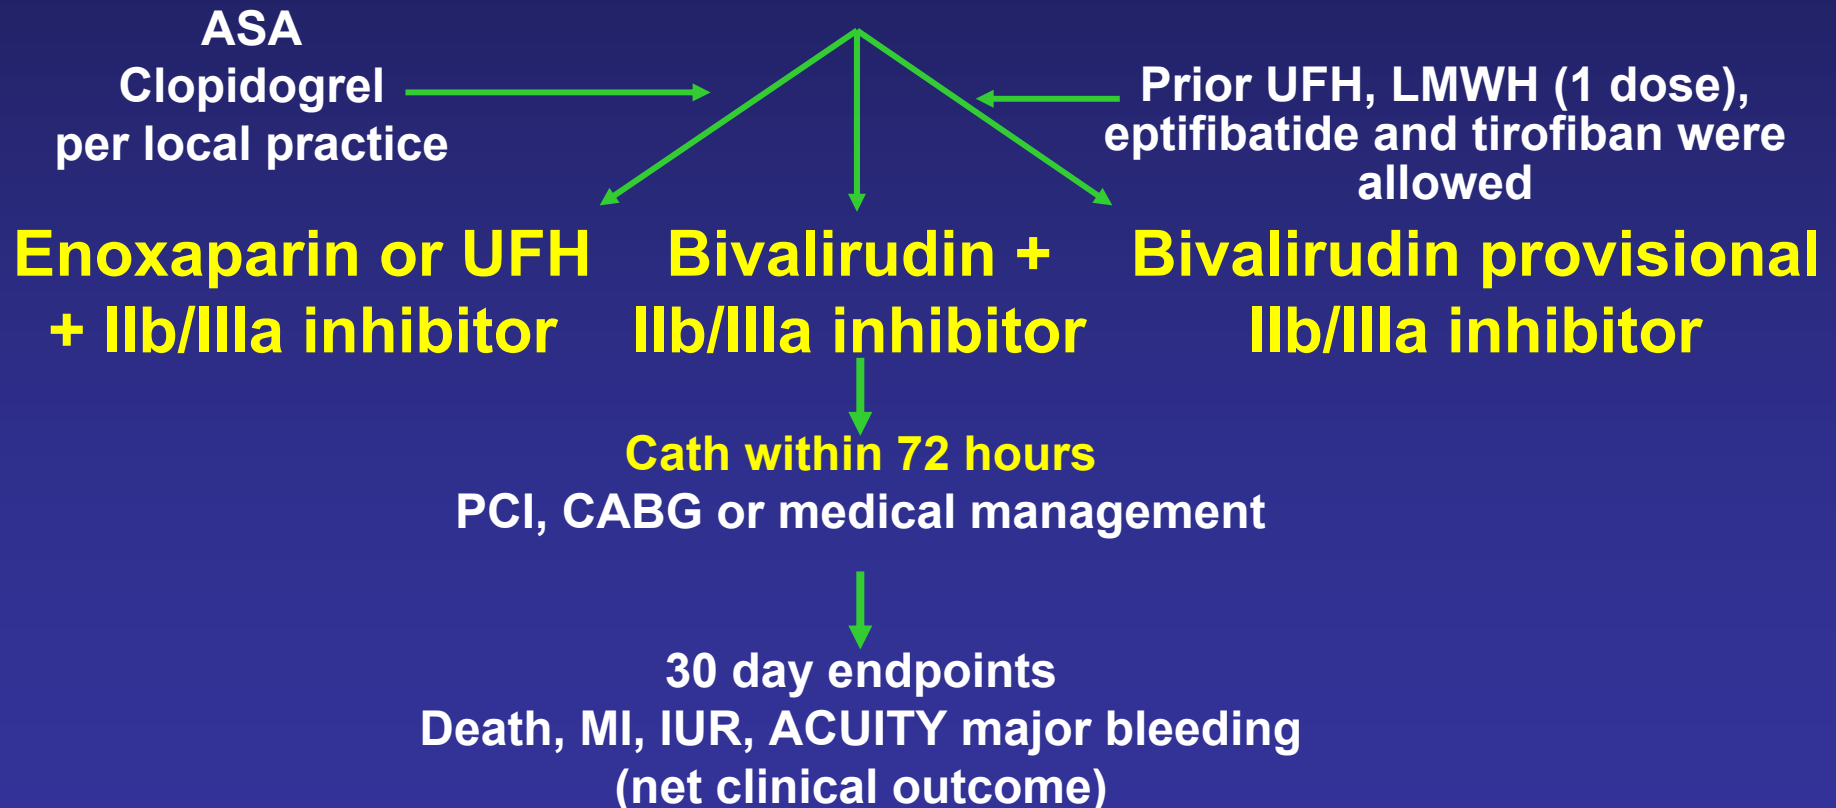 ASA
Clopidogrel
per local practice
Prior UFH, LMWH (1 dose),
eptifibatide and tirofiban were
allowed
Enoxaparin or UFH
+ IIb/IIIa inhibitor
Bivalirudin +
IIb/IIIa inhibitor
Bivalirudin provisional
IIb/IIIa inhibitor
Cath within 72 hours
PCI, CABG or medical management
30 day endpoints
Death, MI, IUR, ACUITY major bleeding
(net clinical outcome)